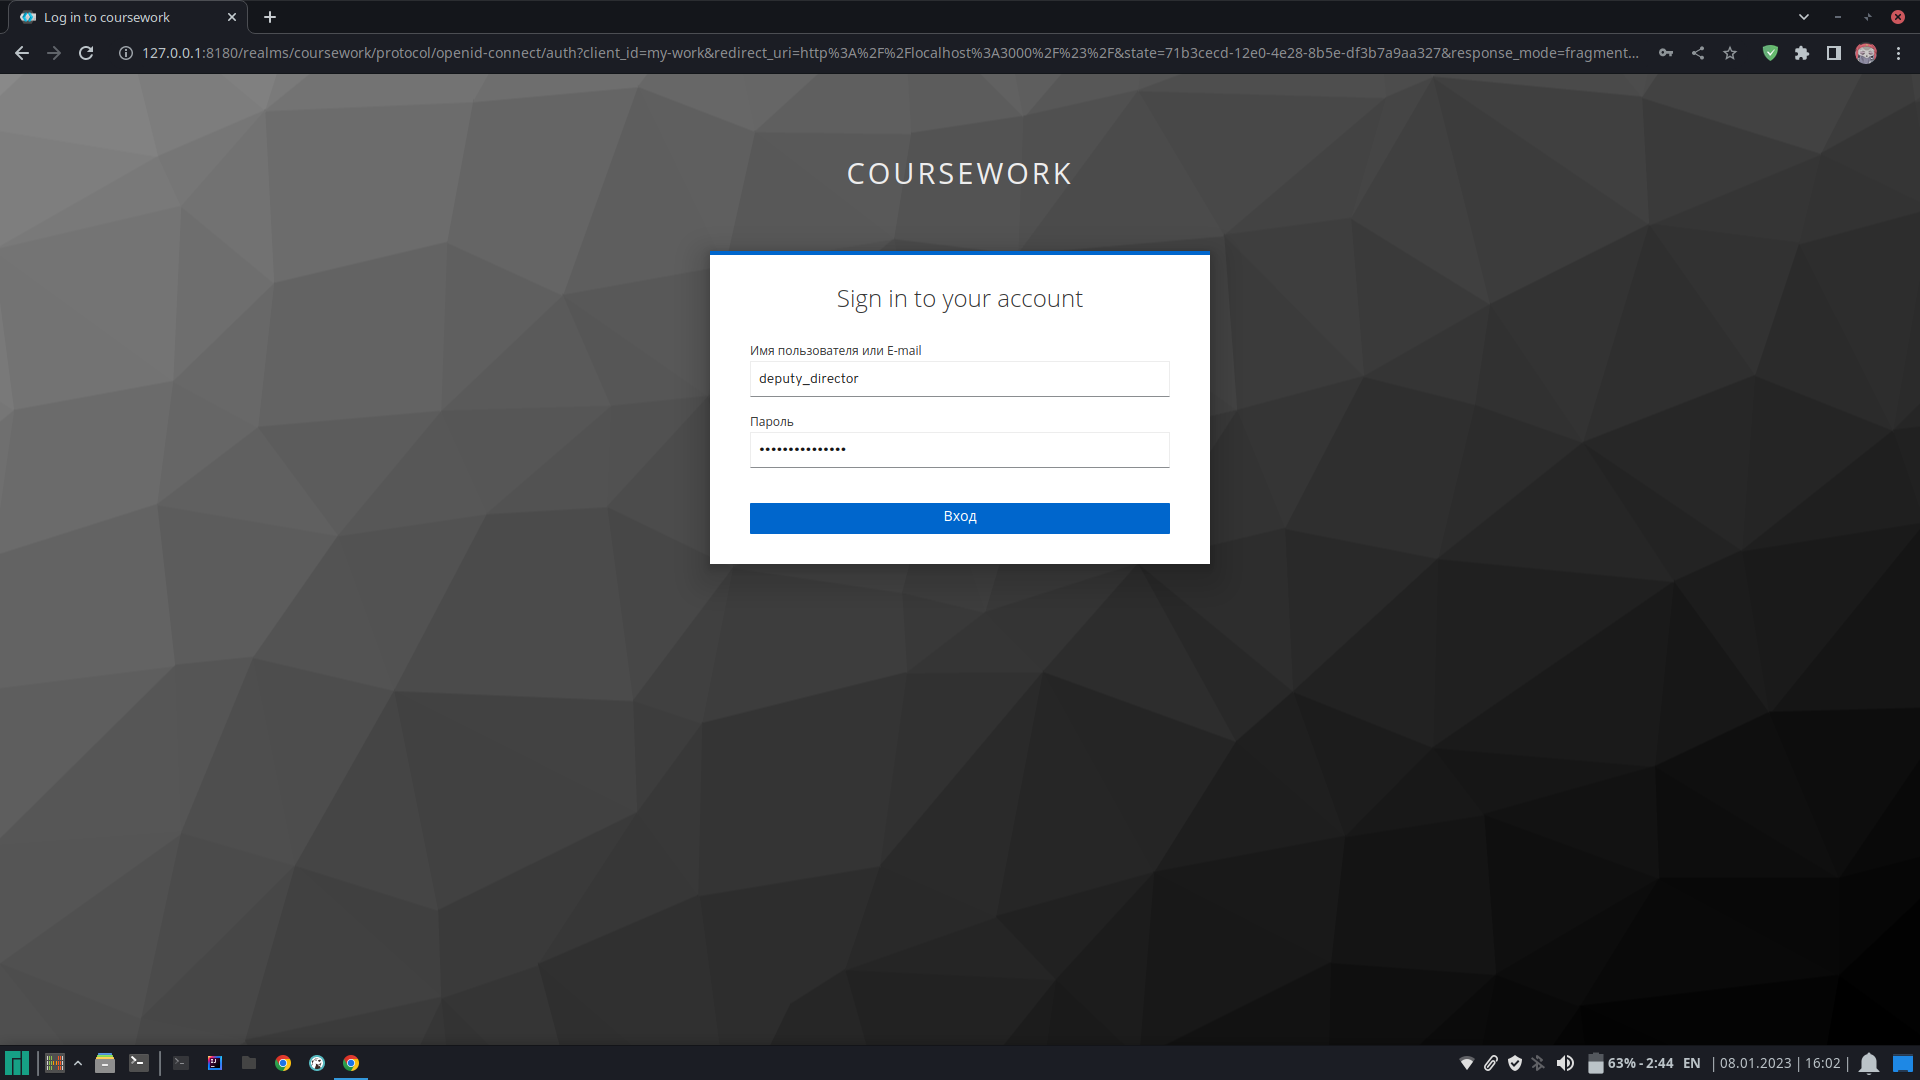 Log in to coursework
127.0.0.1:8180/realms/coursework/protocol/openid-connect/auth?client_id=my-work&redirect_uri=http%3A%2F%2Flocalhost%3A3000%2F%23%2F&state=71b3cecd-12e0-4e28-8b5e-df3b7a9aa327&response_mode=fragment...
COURSEWORK
Sign in to your account
Имя пользователя или E-mail
deputy_director
Пароль
•••••••••••••••
Вход
63% - 2:44 EN | 08.01.2023 | 16:02 |